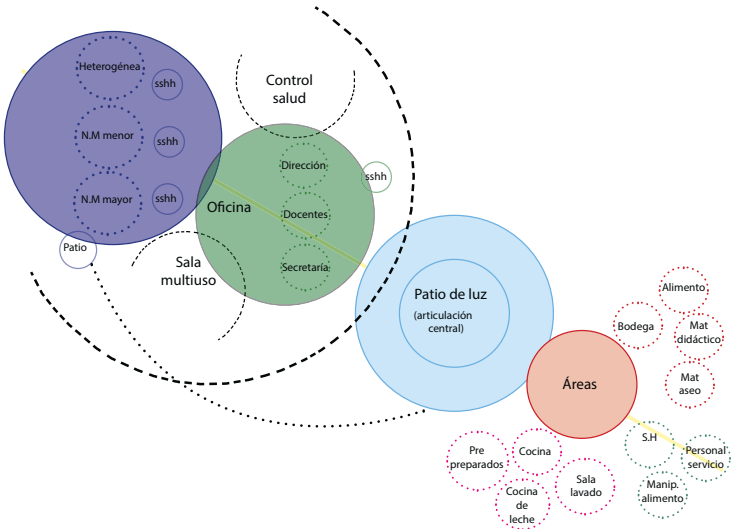 Heterogénea
sshh
N.M menor
sshh
N.M mayor
sshh
Patio
Control
salud
Dirección
sshh
Oficina
Docentes
Secretaría
Sala
multiuso
Patio de luz
(articulación
central)
Áreas
Alimento
Bodega
Mat
didáctico
Mat
aseo
S.H
Personal
servicio
Manip.
alimento
Pre
preparados
Cocina
Sala
lavado
Cocina
de
leche